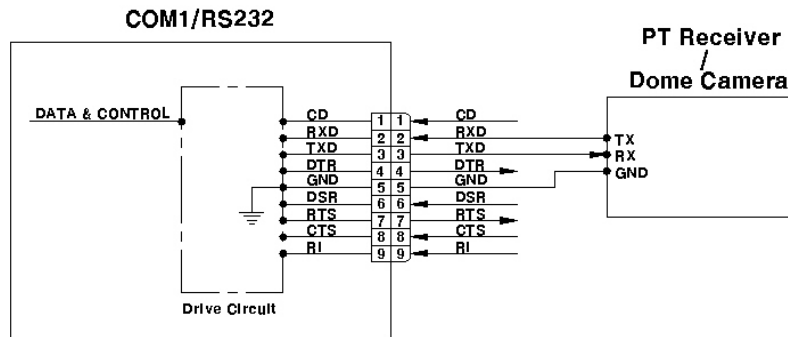 COM1/RS232
PT Receiver
/
Dome Camera
DATA & CONTROL
CD 1 1 CD
RXD 2 2 RXD TX
TXD 3 3 TXD RX
DTR 4 4 DTR
GND 5 5 GND GND
DSR 6 6 DSR
RTS 7 7 RTS
CTS 8 8 CTS
RI 9 9 RI
Drive Circuit